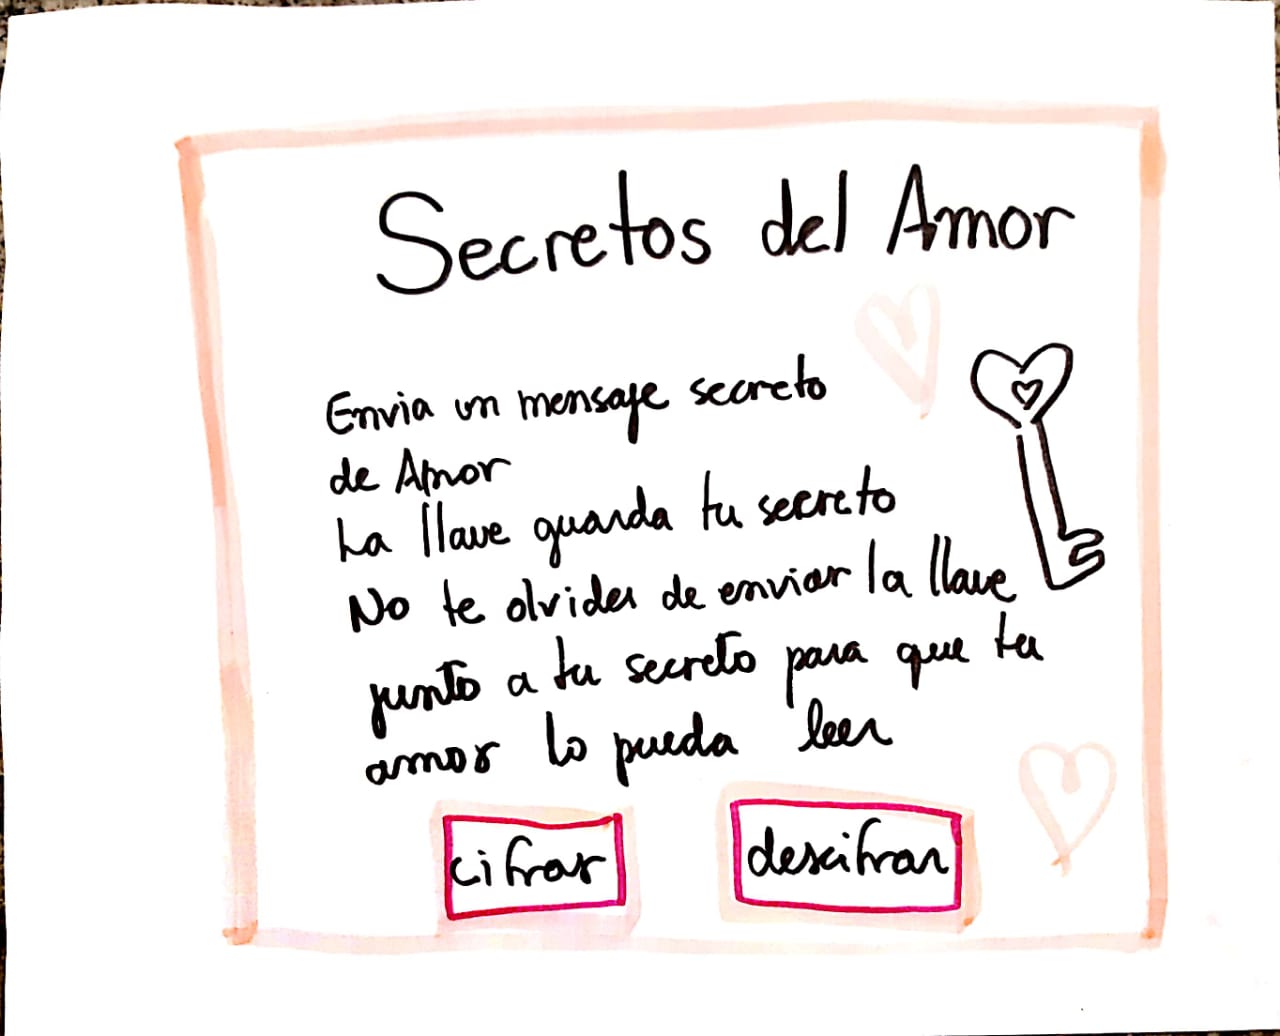 Secretos del Amor
Envia un mensaje secreto
de Amor
La llave guarda tu secreto
No te olvides de enviar la llave
junto a tu secreto para que tu
amor lo pueda leer
cifrar
descifrar